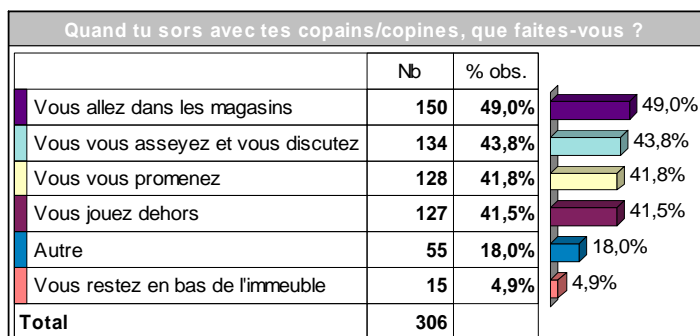 Quand tu sors avec tes copains/copines, que faites-vous ?
Nb % obs.
Vous allez dans les magasins 150 49,0% 49,0%
Vous vous asseyez et vous discutez 134 43,8% 43,8%
Vous vous promenez 128 41,8% 41,8%
Vous jouez dehors 127 41,5% 41,5%
Autre 55 18,0% 18,0%
Vous restez en bas de l'immeuble 15 4,9% 4,9%
Total 306